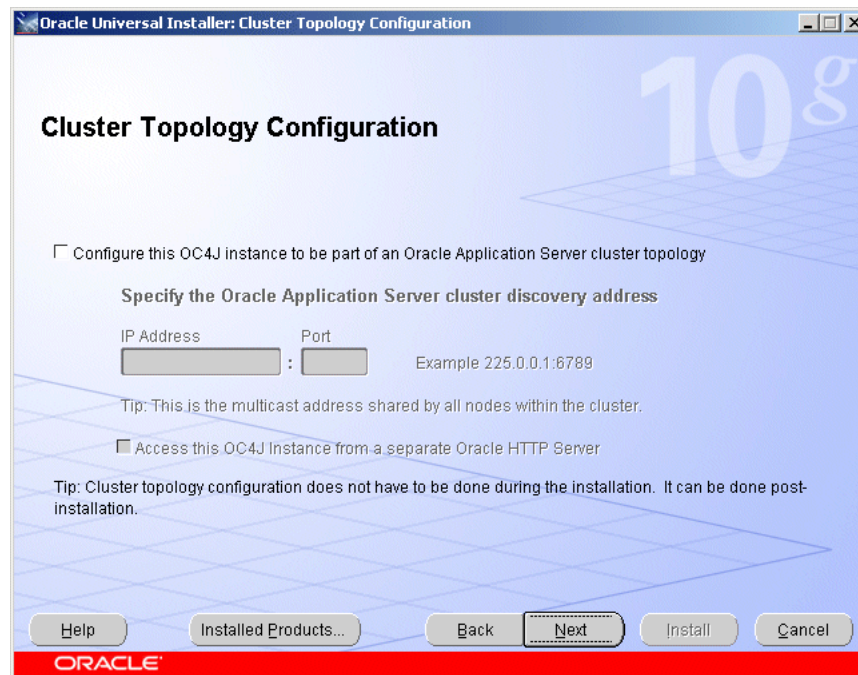 Oracle Universal Installer: Cluster Topology Configuration
10g
Cluster Topology Configuration
Configure this OC4J instance to be part of an Oracle Application Server cluster topology
Specify the Oracle Application Server cluster discovery address
IP Address Port
: Example 225.0.0.1:6789
Tip: This is the multicast address shared by all nodes within the cluster.
Access this OC4J Instance from a separate Oracle HTTP Server
Tip: Cluster topology configuration does not have to be done during the installation. It can be done post-
installation.
Help Installed Products... Back Next Install Cancel
ORACLE